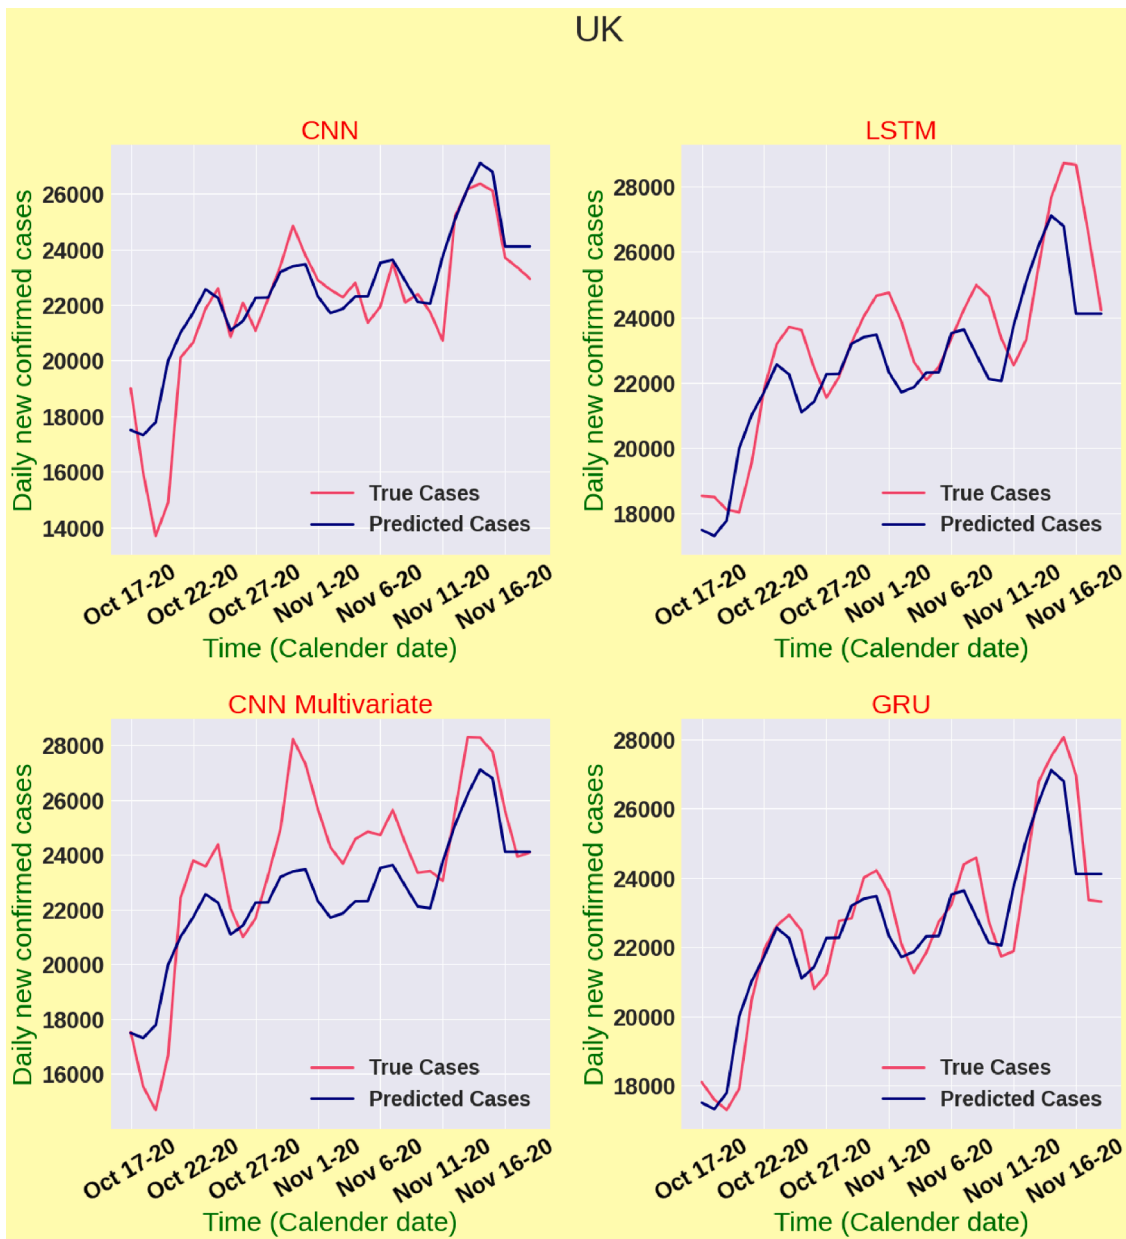 UK
CNN
Daily new confirmed cases
26000
24000
22000
20000
18000
16000
14000
True Cases
Predicted Cases
Oct 17-20
Oct 22-20
Oct 27-20
Nov 1-20
Nov 6-20
Nov 11-20
Nov 16-20
Time (Calender date)
LSTM
Daily new confirmed cases
28000
26000
24000
22000
20000
18000
True Cases
Predicted Cases
Oct 17-20
Oct 22-20
Oct 27-20
Nov 1-20
Nov 6-20
Nov 11-20
Nov 16-20
Time (Calender date)
CNN Multivariate
Daily new confirmed cases
28000
26000
24000
22000
20000
18000
16000
True Cases
Predicted Cases
Oct 17-20
Oct 22-20
Oct 27-20
Nov 1-20
Nov 6-20
Nov 11-20
Nov 16-20
Time (Calender date)
GRU
Daily new confirmed cases
28000
26000
24000
22000
20000
18000
True Cases
Predicted Cases
Oct 17-20
Oct 22-20
Oct 27-20
Nov 1-20
Nov 6-20
Nov 11-20
Nov 16-20
Time (Calender date)